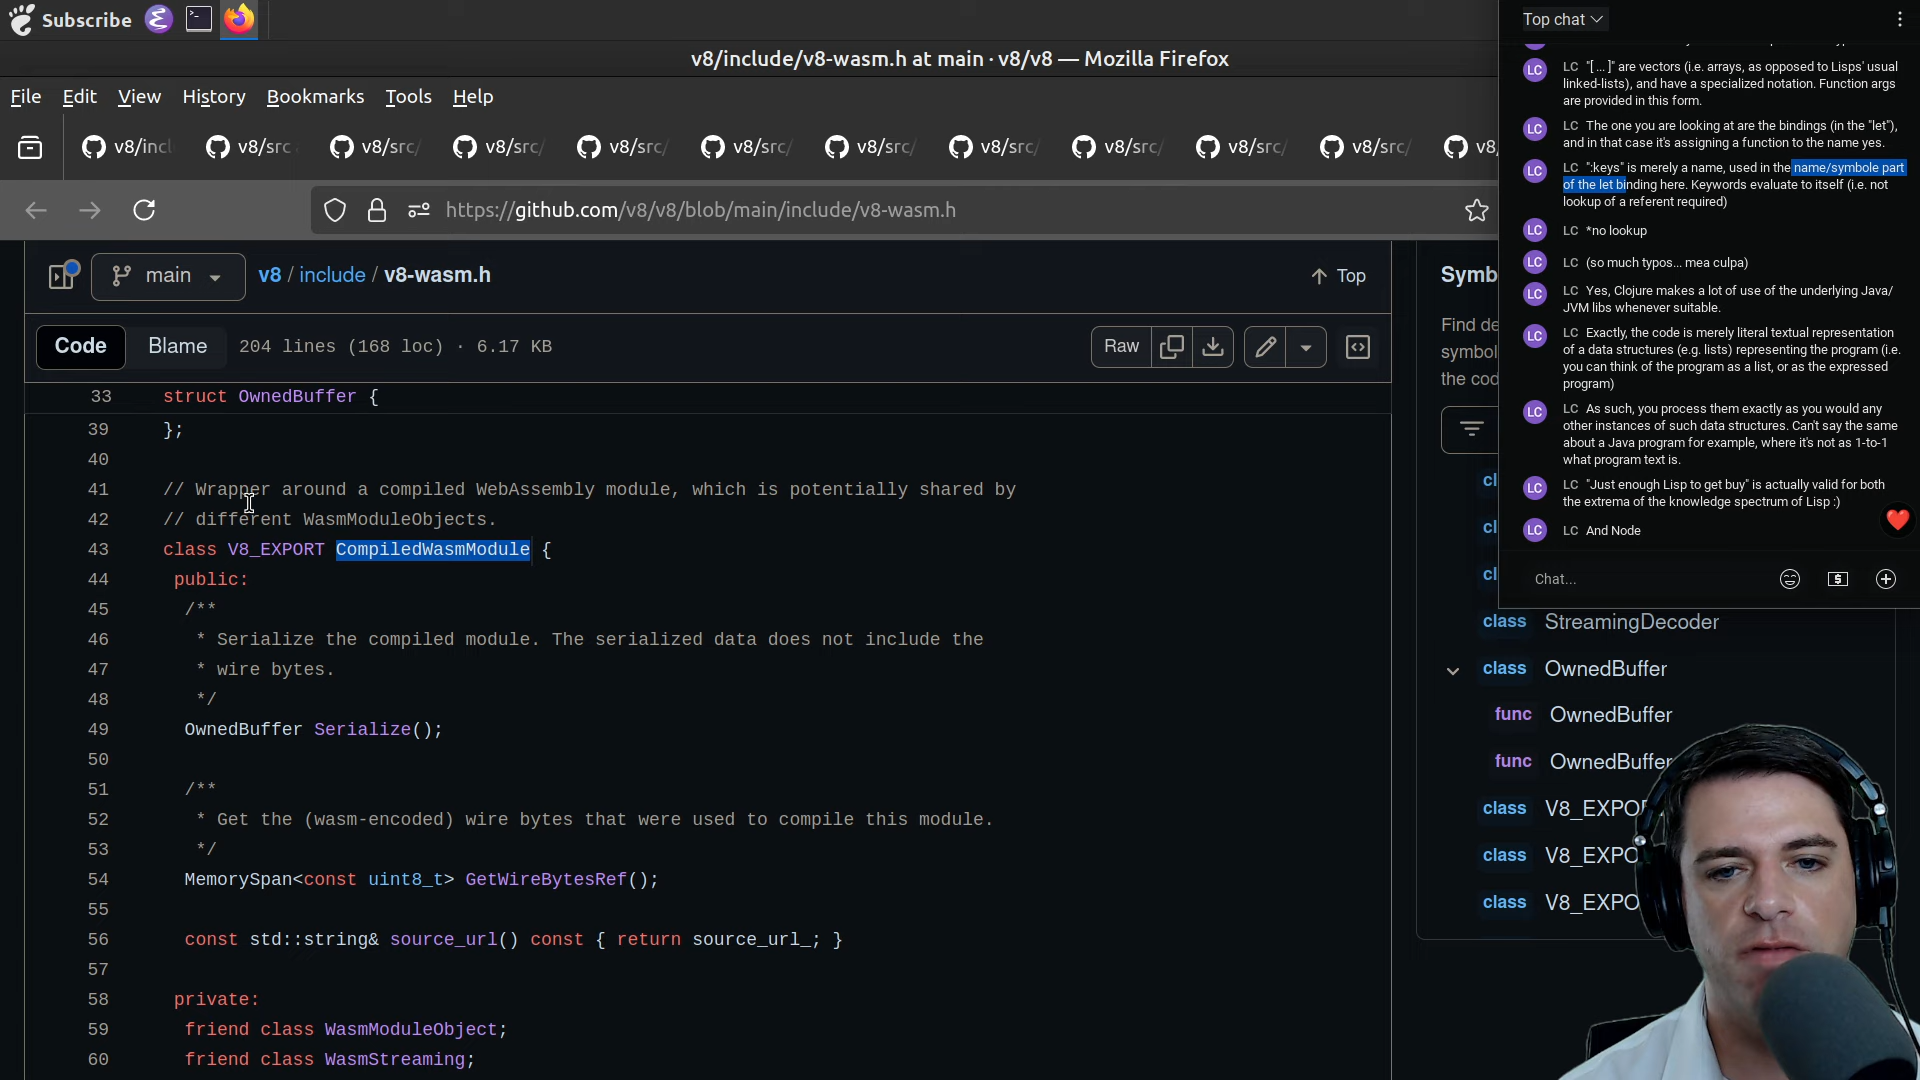 Subscribe
v8/include/v8-wasm.h at main · v8/v8 — Mozilla Firefox
File Edit View History Bookmarks Tools Help
v8/incl v8/src/ v8/src/ v8/src/ v8/src/ v8/src/ v8/src/ v8/src/ v8/src/ v8/src/ v8/src/ v8/
https://github.com/v8/v8/blob/main/include/v8-wasm.h
main v8 / include / v8-wasm.h Top
Code Blame 204 lines (168 loc) · 6.17 KB Raw
33 struct OwnedBuffer {
39 };
40
41 // Wrapper around a compiled WebAssembly module, which is potentially shared by
42 // different WasmModuleObjects.
43 class V8_EXPORT CompiledWasmModule {
44 public:
45 /**
46 * Serialize the compiled module. The serialized data does not include the
47 * wire bytes.
48 */
49 OwnedBuffer Serialize();
50
51 /**
52 * Get the (wasm-encoded) wire bytes that were used to compile this module.
53 */
54 MemorySpan<const uint8_t> GetWireBytesRef();
55
56 const std::string& source_url() const { return source_url_; }
57
58 private:
59 friend class WasmModuleObject;
60 friend class WasmStreaming;
Symb
Find de
symbol
the cod
cl
cl
cl
class StreamingDecoder
class OwnedBuffer
func OwnedBuffer
func OwnedBuffer
class V8_EXPO
class V8_EXPO
class V8_EXPO
Top chat
LC LC "[ ... ]" are vectors (i.e. arrays, as opposed to Lisps' usual
linked-lists), and have a specialized notation. Function args
are provided in this form.
LC LC The one you are looking at are the bindings (in the "let"),
and in that case it's assigning a function to the name yes.
LC LC ":keys" is merely a name, used in the name/symbole part
of the let binding here. Keywords evaluate to itself (i.e. not
lookup of a referent required)
LC LC *no lookup
LC LC (so much typos... mea culpa)
LC LC Yes, Clojure makes a lot of use of the underlying Java/
JVM libs whenever suitable.
LC LC Exactly, the code is merely literal textual representation
of a data structures (e.g. lists) representing the program (i.e.
you can think of the program as a list, or as the expressed
program)
LC LC As such, you process them exactly as you would any
other instances of such data structures. Can't say the same
about a Java program for example, where it's not as 1-to-1
what program text is.
LC LC "Just enough Lisp to get buy" is actually valid for both
the extrema of the knowledge spectrum of Lisp :)
LC LC And Node
Chat...